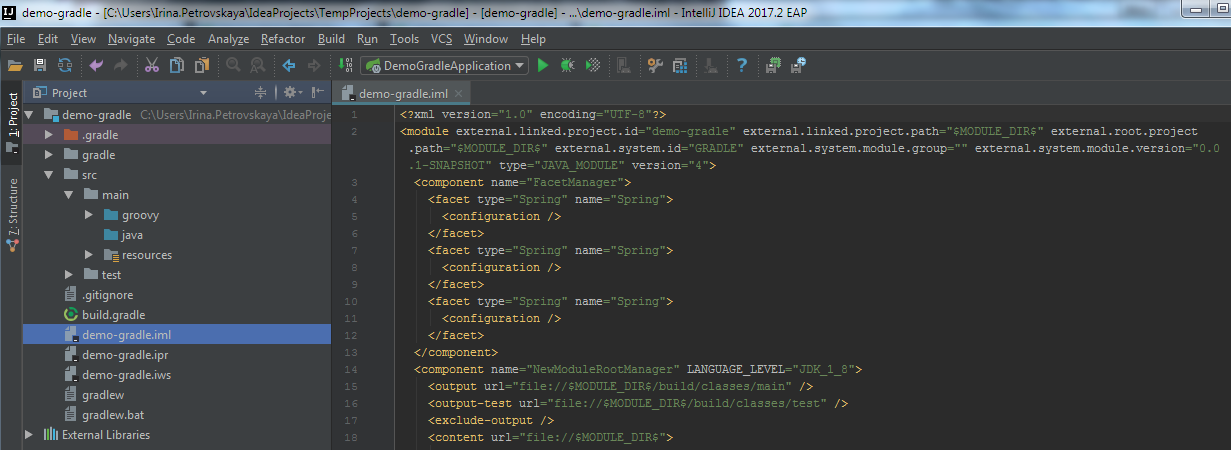 demo-gradle - [C:\Users\Irina.Petrovskaya\IdeaProjects\TempProjects\demo-gradle] - [demo-gradle] - ...\demo-gradle.iml - IntelliJ IDEA 2017.2 EAP
File Edit View Navigate Code Analyze Refactor Build Run Tools VCS Window Help
DemoGradleApplication
1: Project
7: Structure
Project
demo-gradle C:\Users\Irina.Petrovskaya\IdeaProje
.gradle
gradle
src
main
groovy
java
resources
test
.gitignore
build.gradle
demo-gradle.iml
demo-gradle.ipr
demo-gradle.iws
gradlew
gradlew.bat
External Libraries
demo-gradle.iml
1 <?xml version="1.0" encoding="UTF-8"?>
2 <module external.linked.project.id="demo-gradle" external.linked.project.path="$MODULE_DIR$" external.root.project
.path="$MODULE_DIR$" external.system.id="GRADLE" external.system.module.group="" external.system.module.version="0.0
.1-SNAPSHOT" type="JAVA_MODULE" version="4">
3 <component name="FacetManager">
4 <facet type="Spring" name="Spring">
5 <configuration />
6 </facet>
7 <facet type="Spring" name="Spring">
8 <configuration />
9 </facet>
10 <facet type="Spring" name="Spring">
11 <configuration />
12 </facet>
13 </component>
14 <component name="NewModuleRootManager" LANGUAGE_LEVEL="JDK_1_8">
15 <output url="file://$MODULE_DIR$/build/classes/main" />
16 <output-test url="file://$MODULE_DIR$/build/classes/test" />
17 <exclude-output />
18 <content url="file://$MODULE_DIR$">